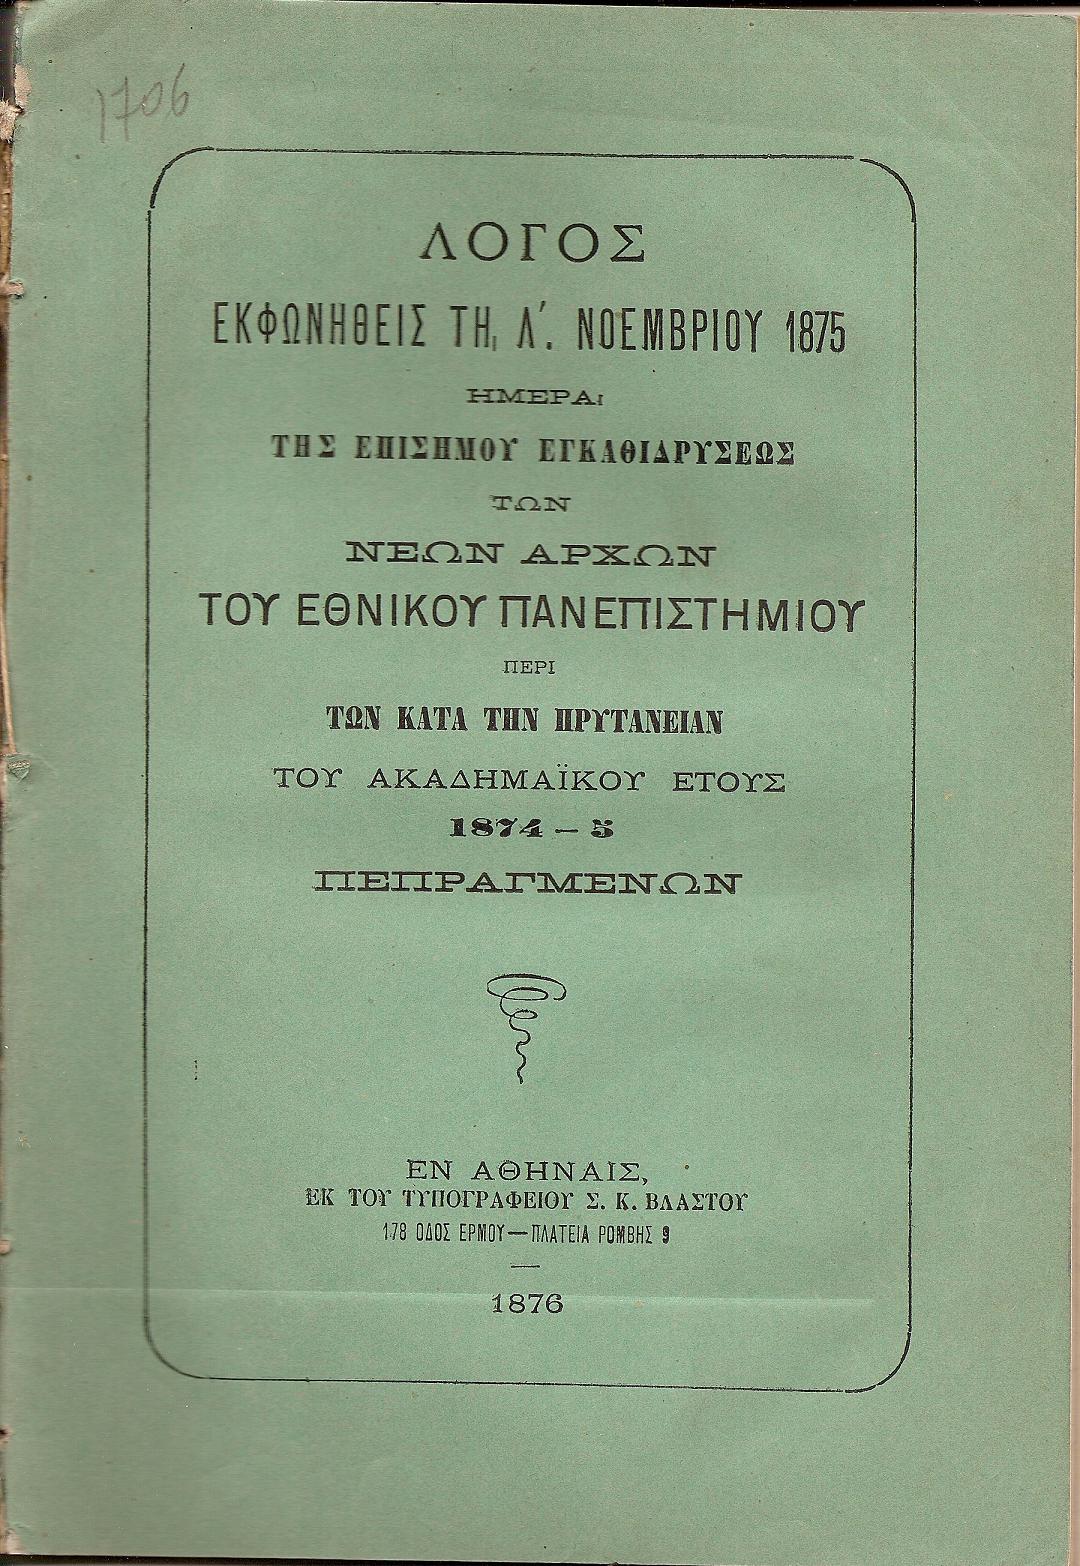 1706
ΛΟΓΟΣ
ΕΚΦΩΝΗΘΕΙΣ ΤΗͺ Λ΄. ΝΟΕΜΒΡΙΟΥ 1875
ΗΜΕΡΑι
ΤΗΣ ΕΠΙΣΗΜΟΥ ΕΓΚΑΘΙΔΡΥΣΕΩΣ
ΤΩΝ
ΝΕΩΝ ΑΡΧΩΝ
ΤΟΥ ΕΘΝΙΚΟΥ ΠΑΝΕΠΙΣΤΗΜΙΟΥ
ΠΕΡΙ
ΤΩΝ ΚΑΤΑ ΤΗΝ ΠΡΥΤΑΝΕΙΑΝ
ΤΟΥ ΑΚΑΔΗΜΑΪΚΟΥ ΕΤΟΥΣ
1874 – 5
ΠΕΠΡΑΓΜΕΝΩΝ
ΕΝ ΑΘΗΝΑΙΣ,
ΕΚ ΤΟΥ ΤΥΠΟΓΡΑΦΕΙΟΥ Σ. Κ. ΒΛΑΣΤΟΥ
178 ΟΔΟΣ ΕΡΜΟΥ—ΠΛΑΤΕΙΑ ΡΟΜΒΗΣ 9
1876